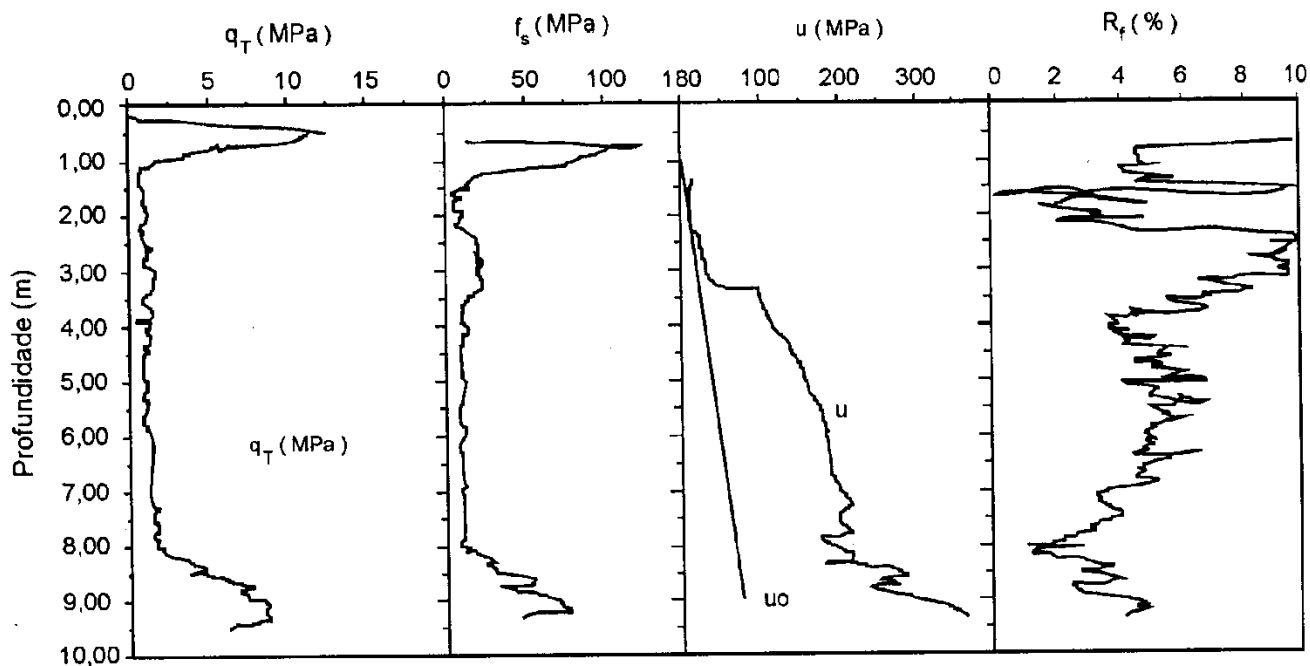 q_T (MPa) f_s (MPa) u (MPa) R_f (%)
0 5 10 15 0 50 100 180 100 200 300 0 2 4 6 8 10
0,00
1,00
2,00
3,00
4,00
5,00
6,00
7,00
8,00
9,00
10,00
Profundidade (m)
q_T (MPa)
u
uo